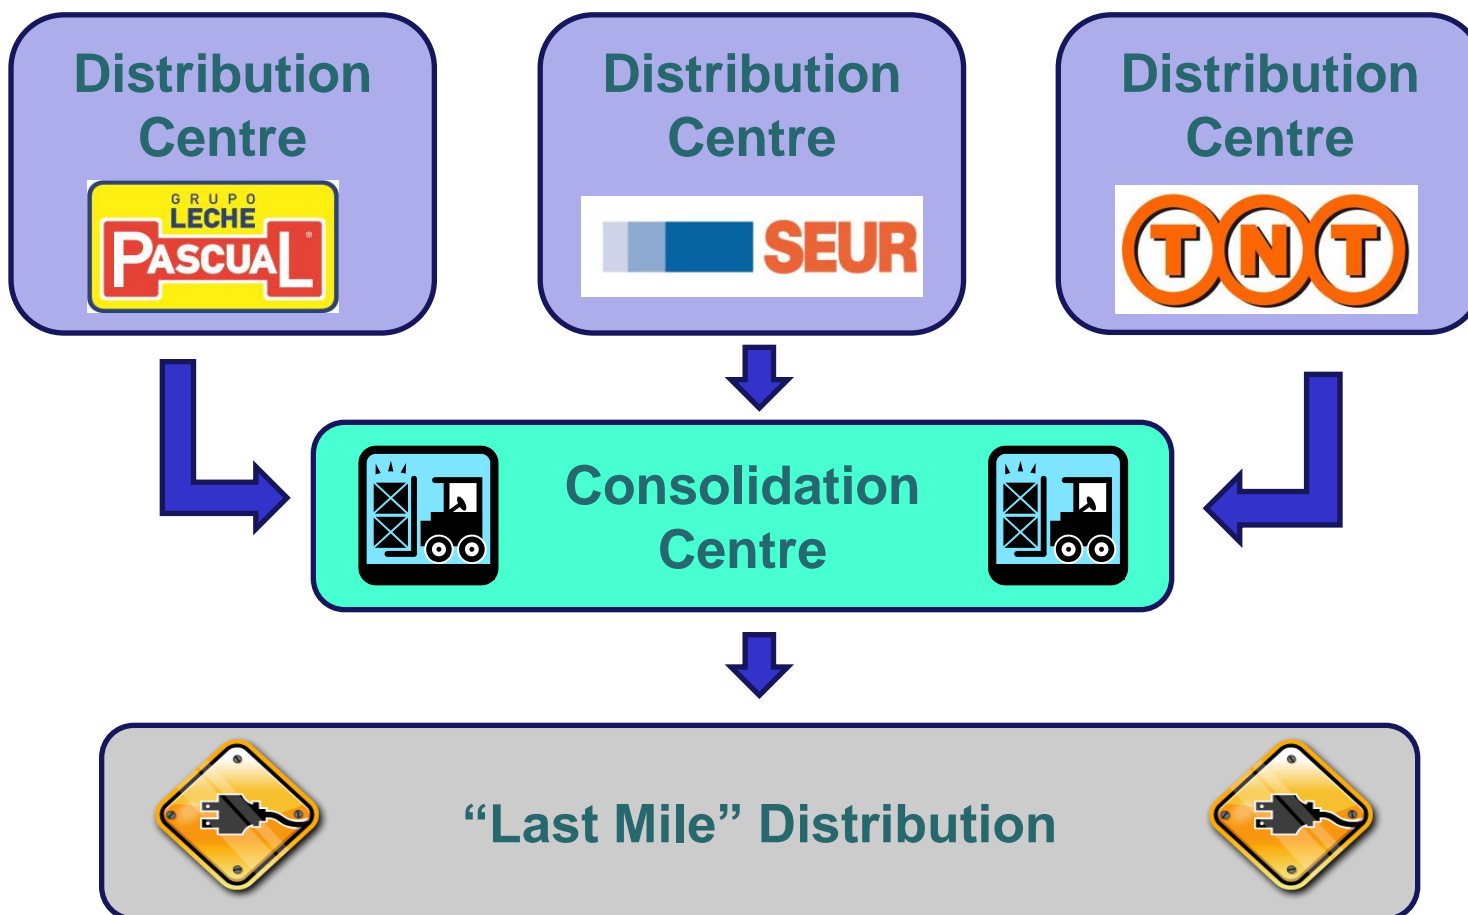 Distribution
Centre
GRUPO
LECHE
PASCUAL®
Distribution
Centre
SEUR
Distribution
Centre
TNT
Consolidation
Centre
“Last Mile” Distribution